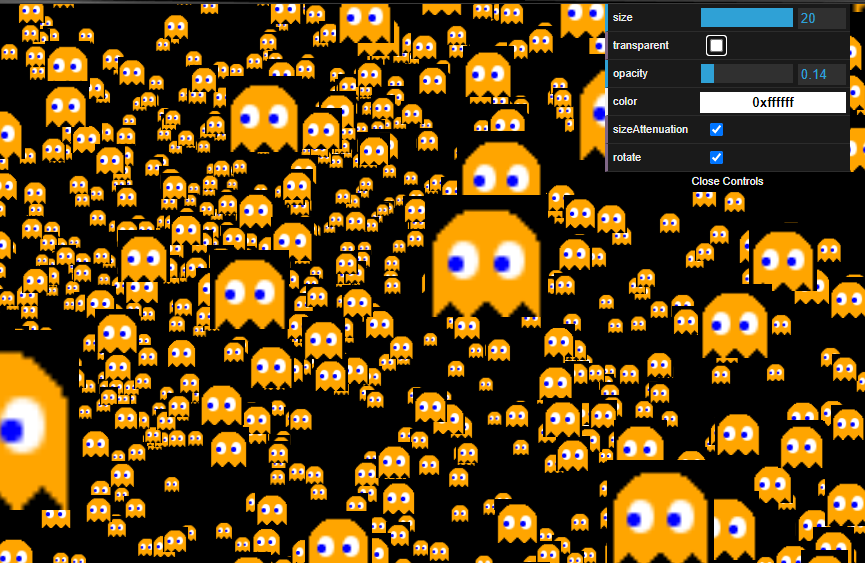 size 20
transparent
opacity 0.14
color 0xffffff
sizeAttenuation
rotate
Close Controls